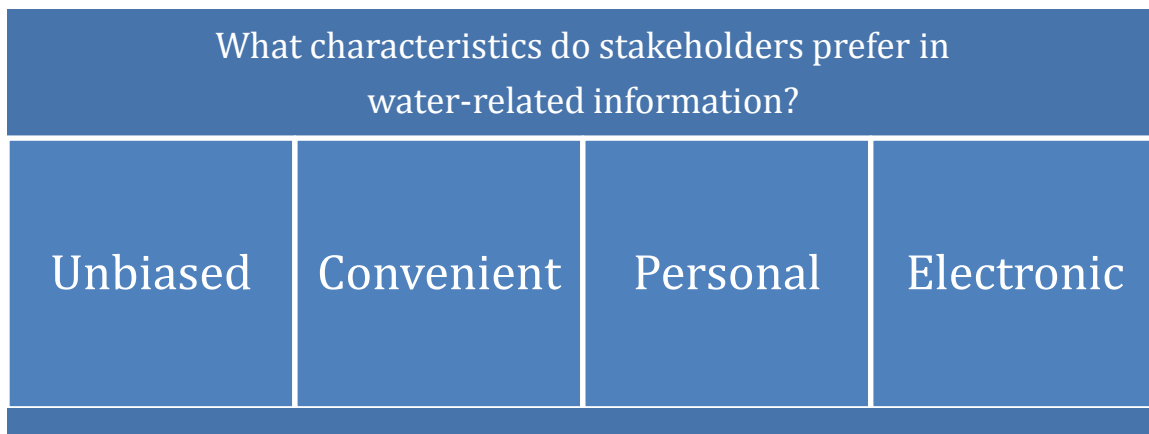 What characteristics do stakeholders prefer in
water-related information?
Unbiased
Convenient
Personal
Electronic